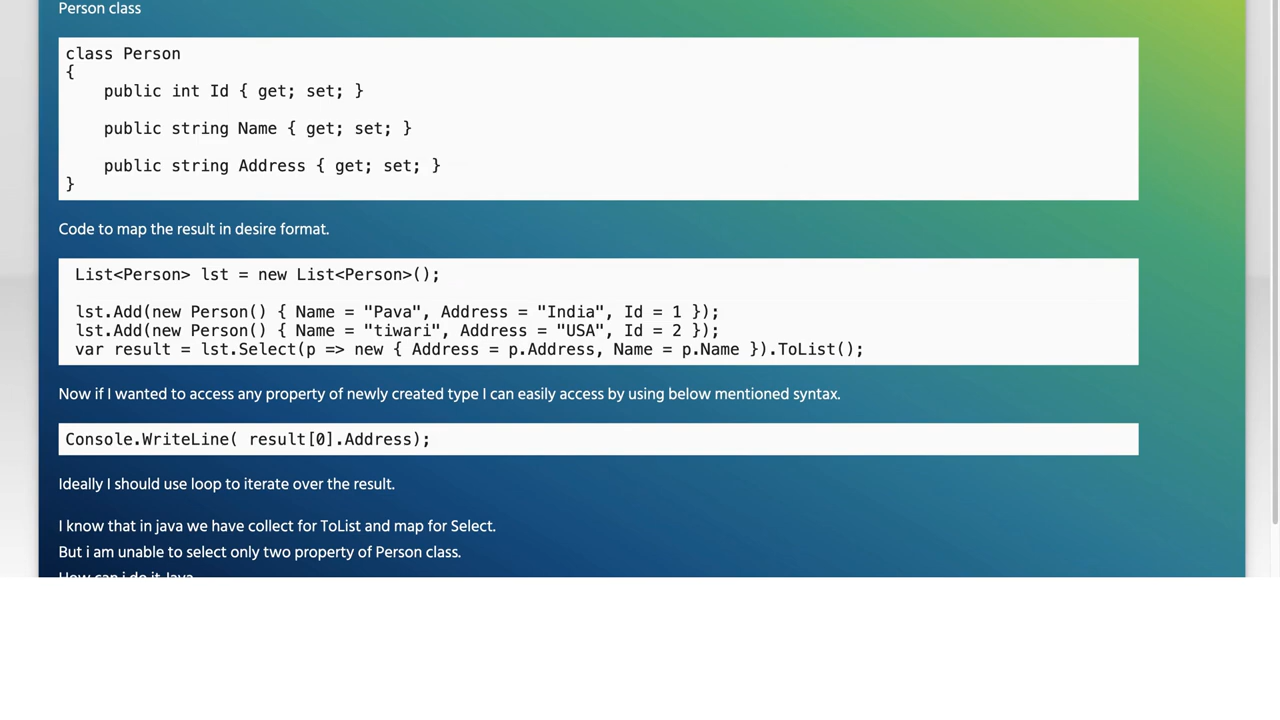 Person class
class Person
{
    public int Id { get; set; }
    public string Name { get; set; }
    public string Address { get; set; }
}
Code to map the result in desire format.
List<Person> lst = new List<Person>();
lst.Add(new Person() { Name = "Pava", Address = "India", Id = 1 });
lst.Add(new Person() { Name = "tiwari", Address = "USA", Id = 2 });
var result = lst.Select(p => new { Address = p.Address, Name = p.Name }).ToList();
Now if I wanted to access any property of newly created type I can easily access by using below mentioned syntax.
Console.WriteLine( result[0].Address);
Ideally I should use loop to iterate over the result.
I know that in java we have collect for ToList and map for Select.
But i am unable to select only two property of Person class.
How can i do it Java